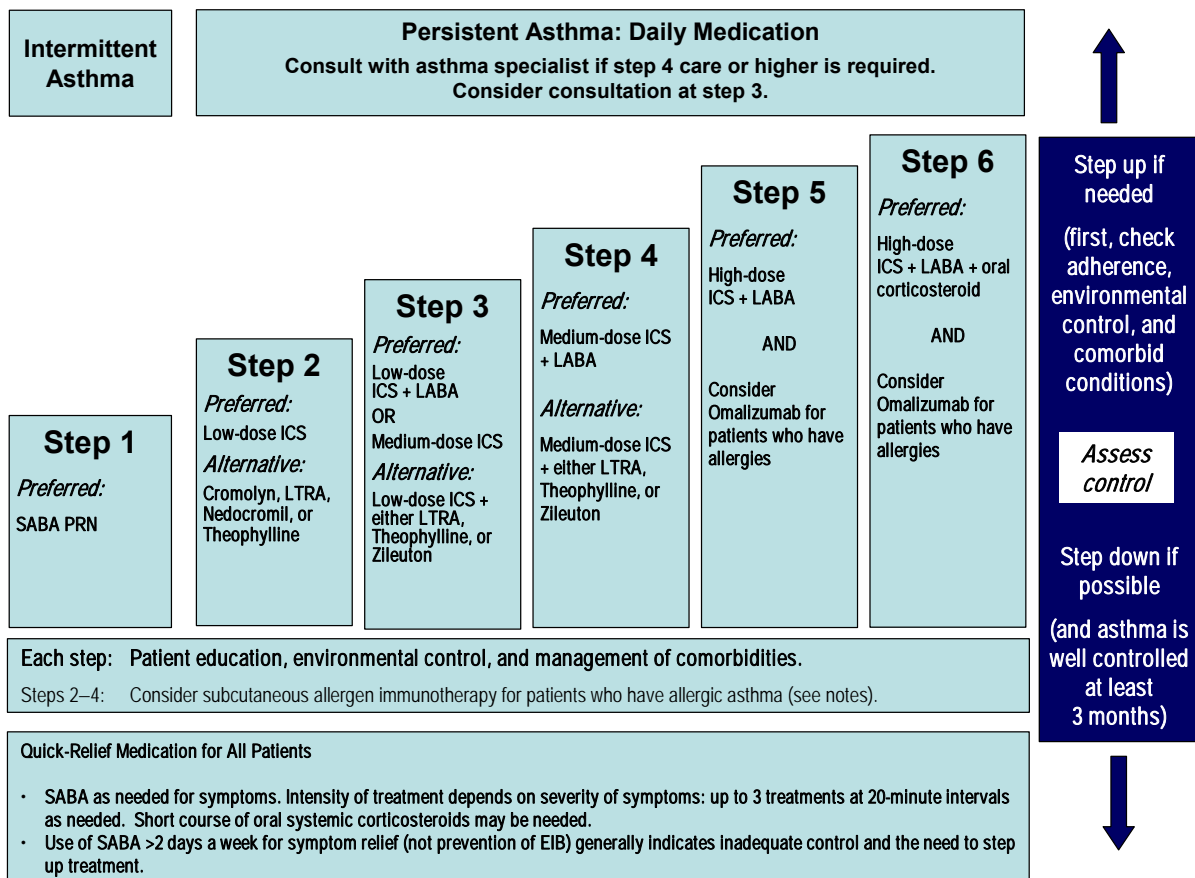 Intermittent
Asthma
Persistent Asthma: Daily Medication
Consult with asthma specialist if step 4 care or higher is required.
Consider consultation at step 3.
Step 1
Preferred:
SABA PRN
Step 2
Preferred:
Low-dose ICS
Alternative:
Cromolyn, LTRA,
Nedocromil, or
Theophylline
Step 3
Preferred:
Low-dose
ICS + LABA
OR
Medium-dose ICS
Alternative:
Low-dose ICS +
either LTRA,
Theophylline, or
Zileuton
Step 4
Preferred:
Medium-dose ICS
+ LABA
Alternative:
Medium-dose ICS
+ either LTRA,
Theophylline, or
Zileuton
Step 5
Preferred:
High-dose
ICS + LABA
AND
Consider
Omalizumab for
patients who have
allergies
Step 6
Preferred:
High-dose
ICS + LABA + oral
corticosteroid
AND
Consider
Omalizumab for
patients who have
allergies
Step up if
needed
(first, check
adherence,
environmental
control, and
comorbid
conditions)
Assess
control
Step down if
possible
(and asthma is
well controlled
at least
3 months)
Each step: Patient education, environmental control, and management of comorbidities.
Steps 2–4: Consider subcutaneous allergen immunotherapy for patients who have allergic asthma (see notes).
Quick-Relief Medication for All Patients
· SABA as needed for symptoms. Intensity of treatment depends on severity of symptoms: up to 3 treatments at 20-minute intervals
as needed. Short course of oral systemic corticosteroids may be needed.
· Use of SABA >2 days a week for symptom relief (not prevention of EIB) generally indicates inadequate control and the need to step
up treatment.